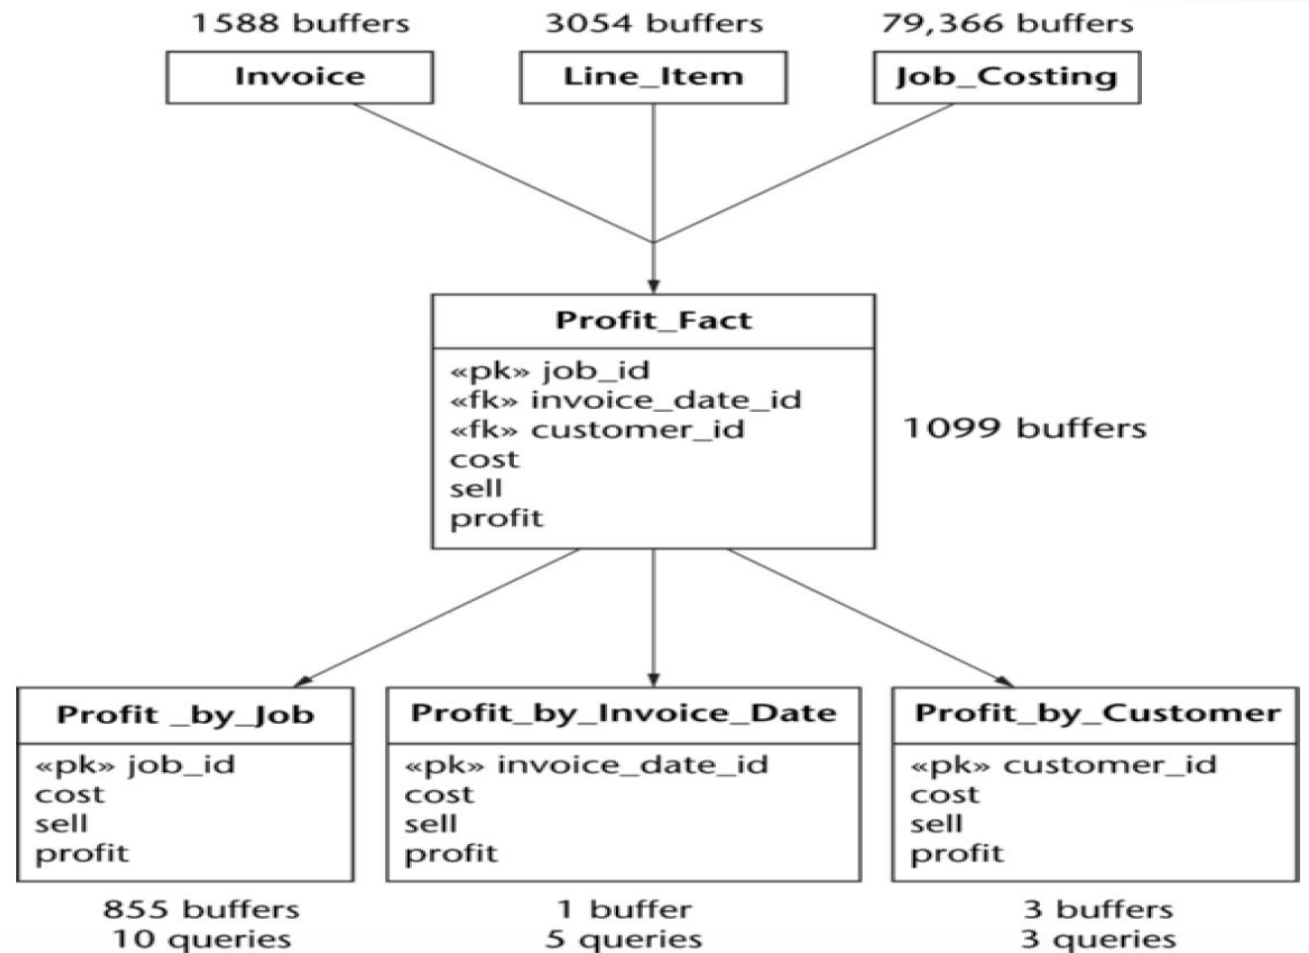 1588 buffers
3054 buffers
79,366 buffers
Invoice
Line_Item
Job_Costing
Profit_Fact
«pk» job_id
«fk» invoice_date_id
«fk» customer_id
cost
sell
profit
1099 buffers
Profit _by_Job
«pk» job_id
cost
sell
profit
855 buffers
10 queries
Profit_by_Invoice_Date
«pk» invoice_date_id
cost
sell
profit
1 buffer
5 queries
Profit_by_Customer
«pk» customer_id
cost
sell
profit
3 buffers
3 queries